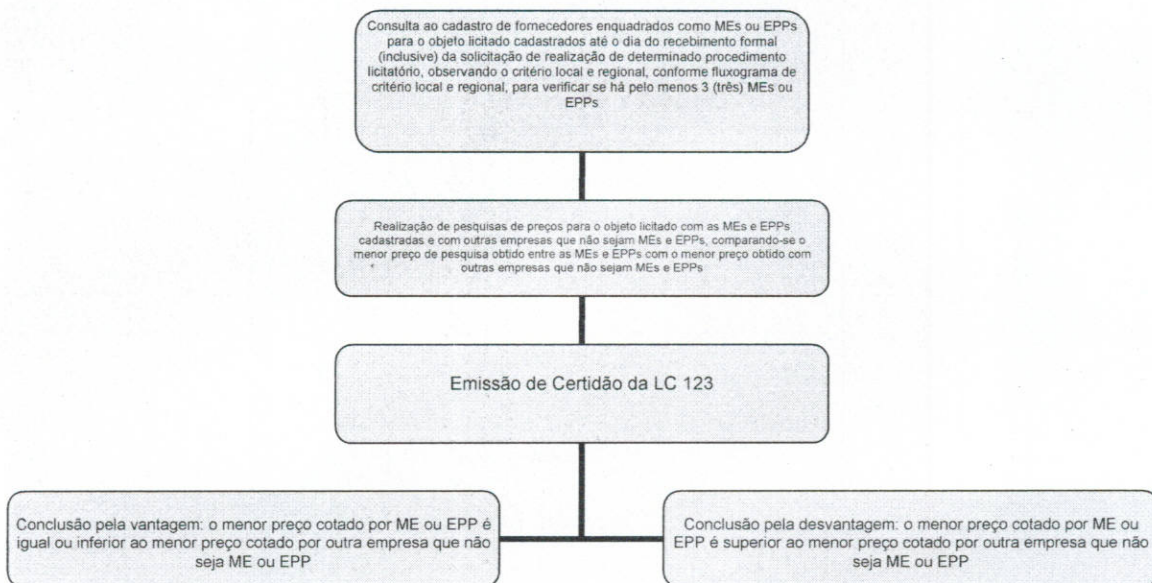 Consulta ao cadastro de fornecedores enquadrados como MEs ou EPPs
para o objeto licitado cadastrados até o dia do recebimento formal
(inclusive) da solicitação de realização de determinado procedimento
licitatório, observando o critério local e regional, conforme fluxograma de
critério local e regional, para verificar se há pelo menos 3 (três) MEs ou
EPPs
Realização de pesquisas de preços para o objeto licitado com as MEs e EPPs
cadastradas e com outras empresas que não sejam MEs e EPPs, comparando-se o
menor preço de pesquisa obtido entre as MEs e EPPs com o menor preço obtido com
outras empresas que não sejam MEs e EPPs
Emissão de Certidão da LC 123
Conclusão pela vantagem: o menor preço cotado por ME ou EPP é
igual ou inferior ao menor preço cotado por outra empresa que não
seja ME ou EPP
Conclusão pela desvantagem: o menor preço cotado por ME ou
EPP é superior ao menor preço cotado por outra empresa que não
seja ME ou EPP